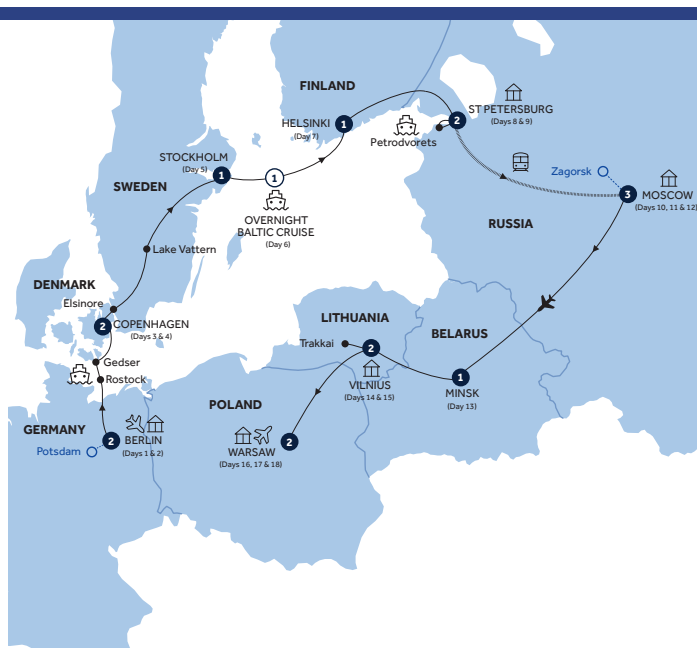 FINLAND
ST PETERSBURG
(Days 8 & 9)
HELSINKI
(Day 7)
1
2
Petrodvorets
STOCKHOLM
(Day 5)
1
1
OVERNIGHT
BALTIC CRUISE
(Day 6)
Zagorsk
3
MOSCOW
(Days 10, 11 & 12)
SWEDEN
RUSSIA
Lake Vattern
DENMARK
Elsinore
2
COPENHAGEN
(Days 3 & 4)
LITHUANIA
BELARUS
Trakkai
2
VILNIUS
(Days 14 & 15)
1
MINSK
(Day 13)
Gedser
Rostock
POLAND
GERMANY
Potsdam
2
BERLIN
(Days 1 & 2)
2
WARSAW
(Days 16, 17 & 18)